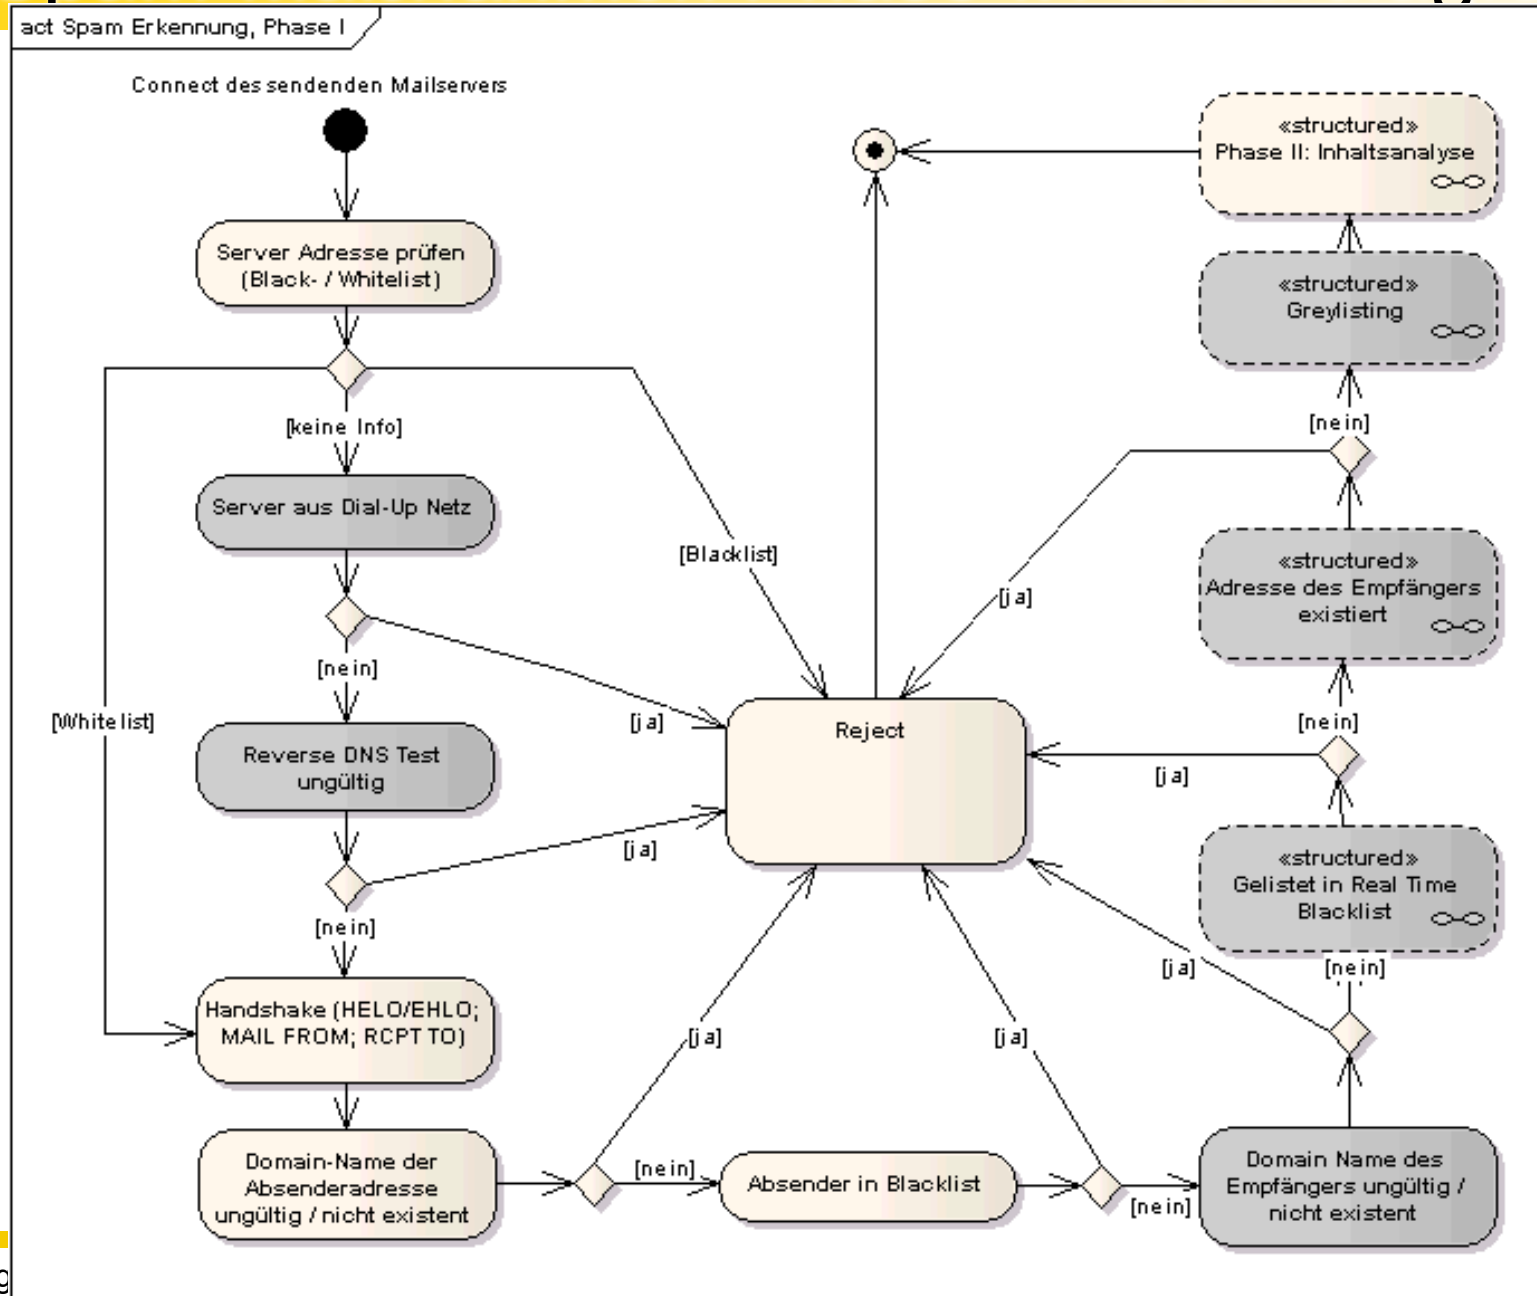 act Spam Erkennung, Phase I
Connect des sendenden Mailservers
Server Adresse prüfen
(Black- / Whitelist)
[keine Info]
[Whitelist]
[Blacklist]
Server aus Dial-Up Netz
[nein]
[ja]
Reverse DNS Test
ungültig
[ja]
[nein]
Handshake (HELO/EHLO;
MAIL FROM; RCPT TO)
Domain-Name der
Absenderadresse
ungültig / nicht existent
[ja]
[nein]
Absender in Blacklist
[ja]
[nein]
Domain Name des
Empfängers ungültig /
nicht existent
[ja]
[nein]
«structured»
Gelistet in Real Time
Blacklist
[ja]
[nein]
«structured»
Adresse des Empfängers
existiert
[ja]
[nein]
«structured»
Greylisting
«structured»
Phase II: Inhaltsanalyse
Reject